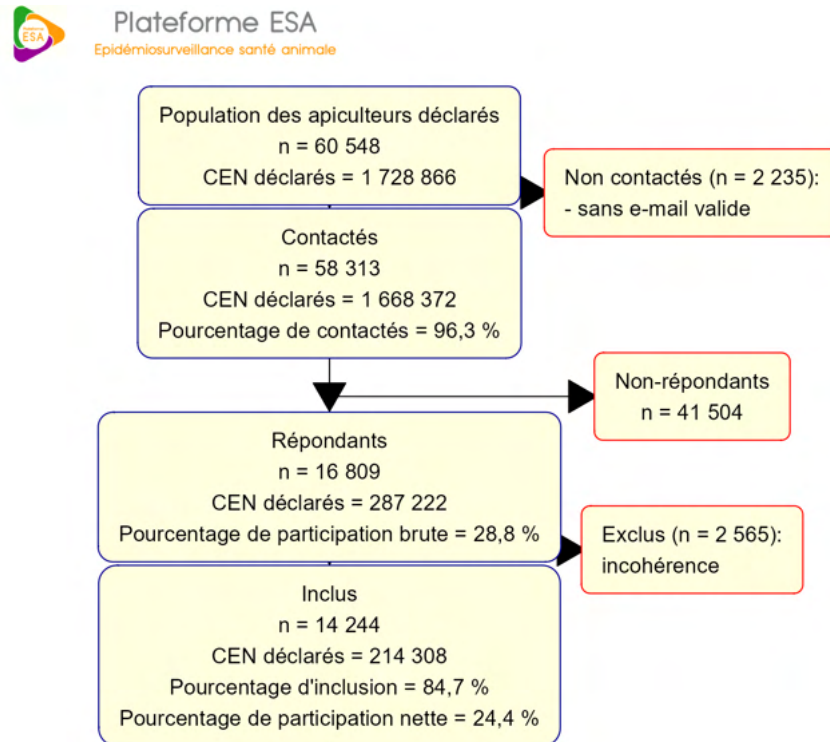 Plateforme ESA
ESA
Epidémiosurveillance santé animale
Population des apiculteurs déclarés
n = 60 548
CEN déclarés = 1 728 866
Non contactés (n = 2 235):
- sans e-mail valide
Contactés
n = 58 313
CEN déclarés = 1 668 372
Pourcentage de contactés = 96,3 %
Non-répondants
n = 41 504
Répondants
n = 16 809
CEN déclarés = 287 222
Pourcentage de participation brute = 28,8 %
Exclus (n = 2 565):
incohérence
Inclus
n = 14 244
CEN déclarés = 214 308
Pourcentage d'inclusion = 84,7 %
Pourcentage de participation nette = 24,4 %